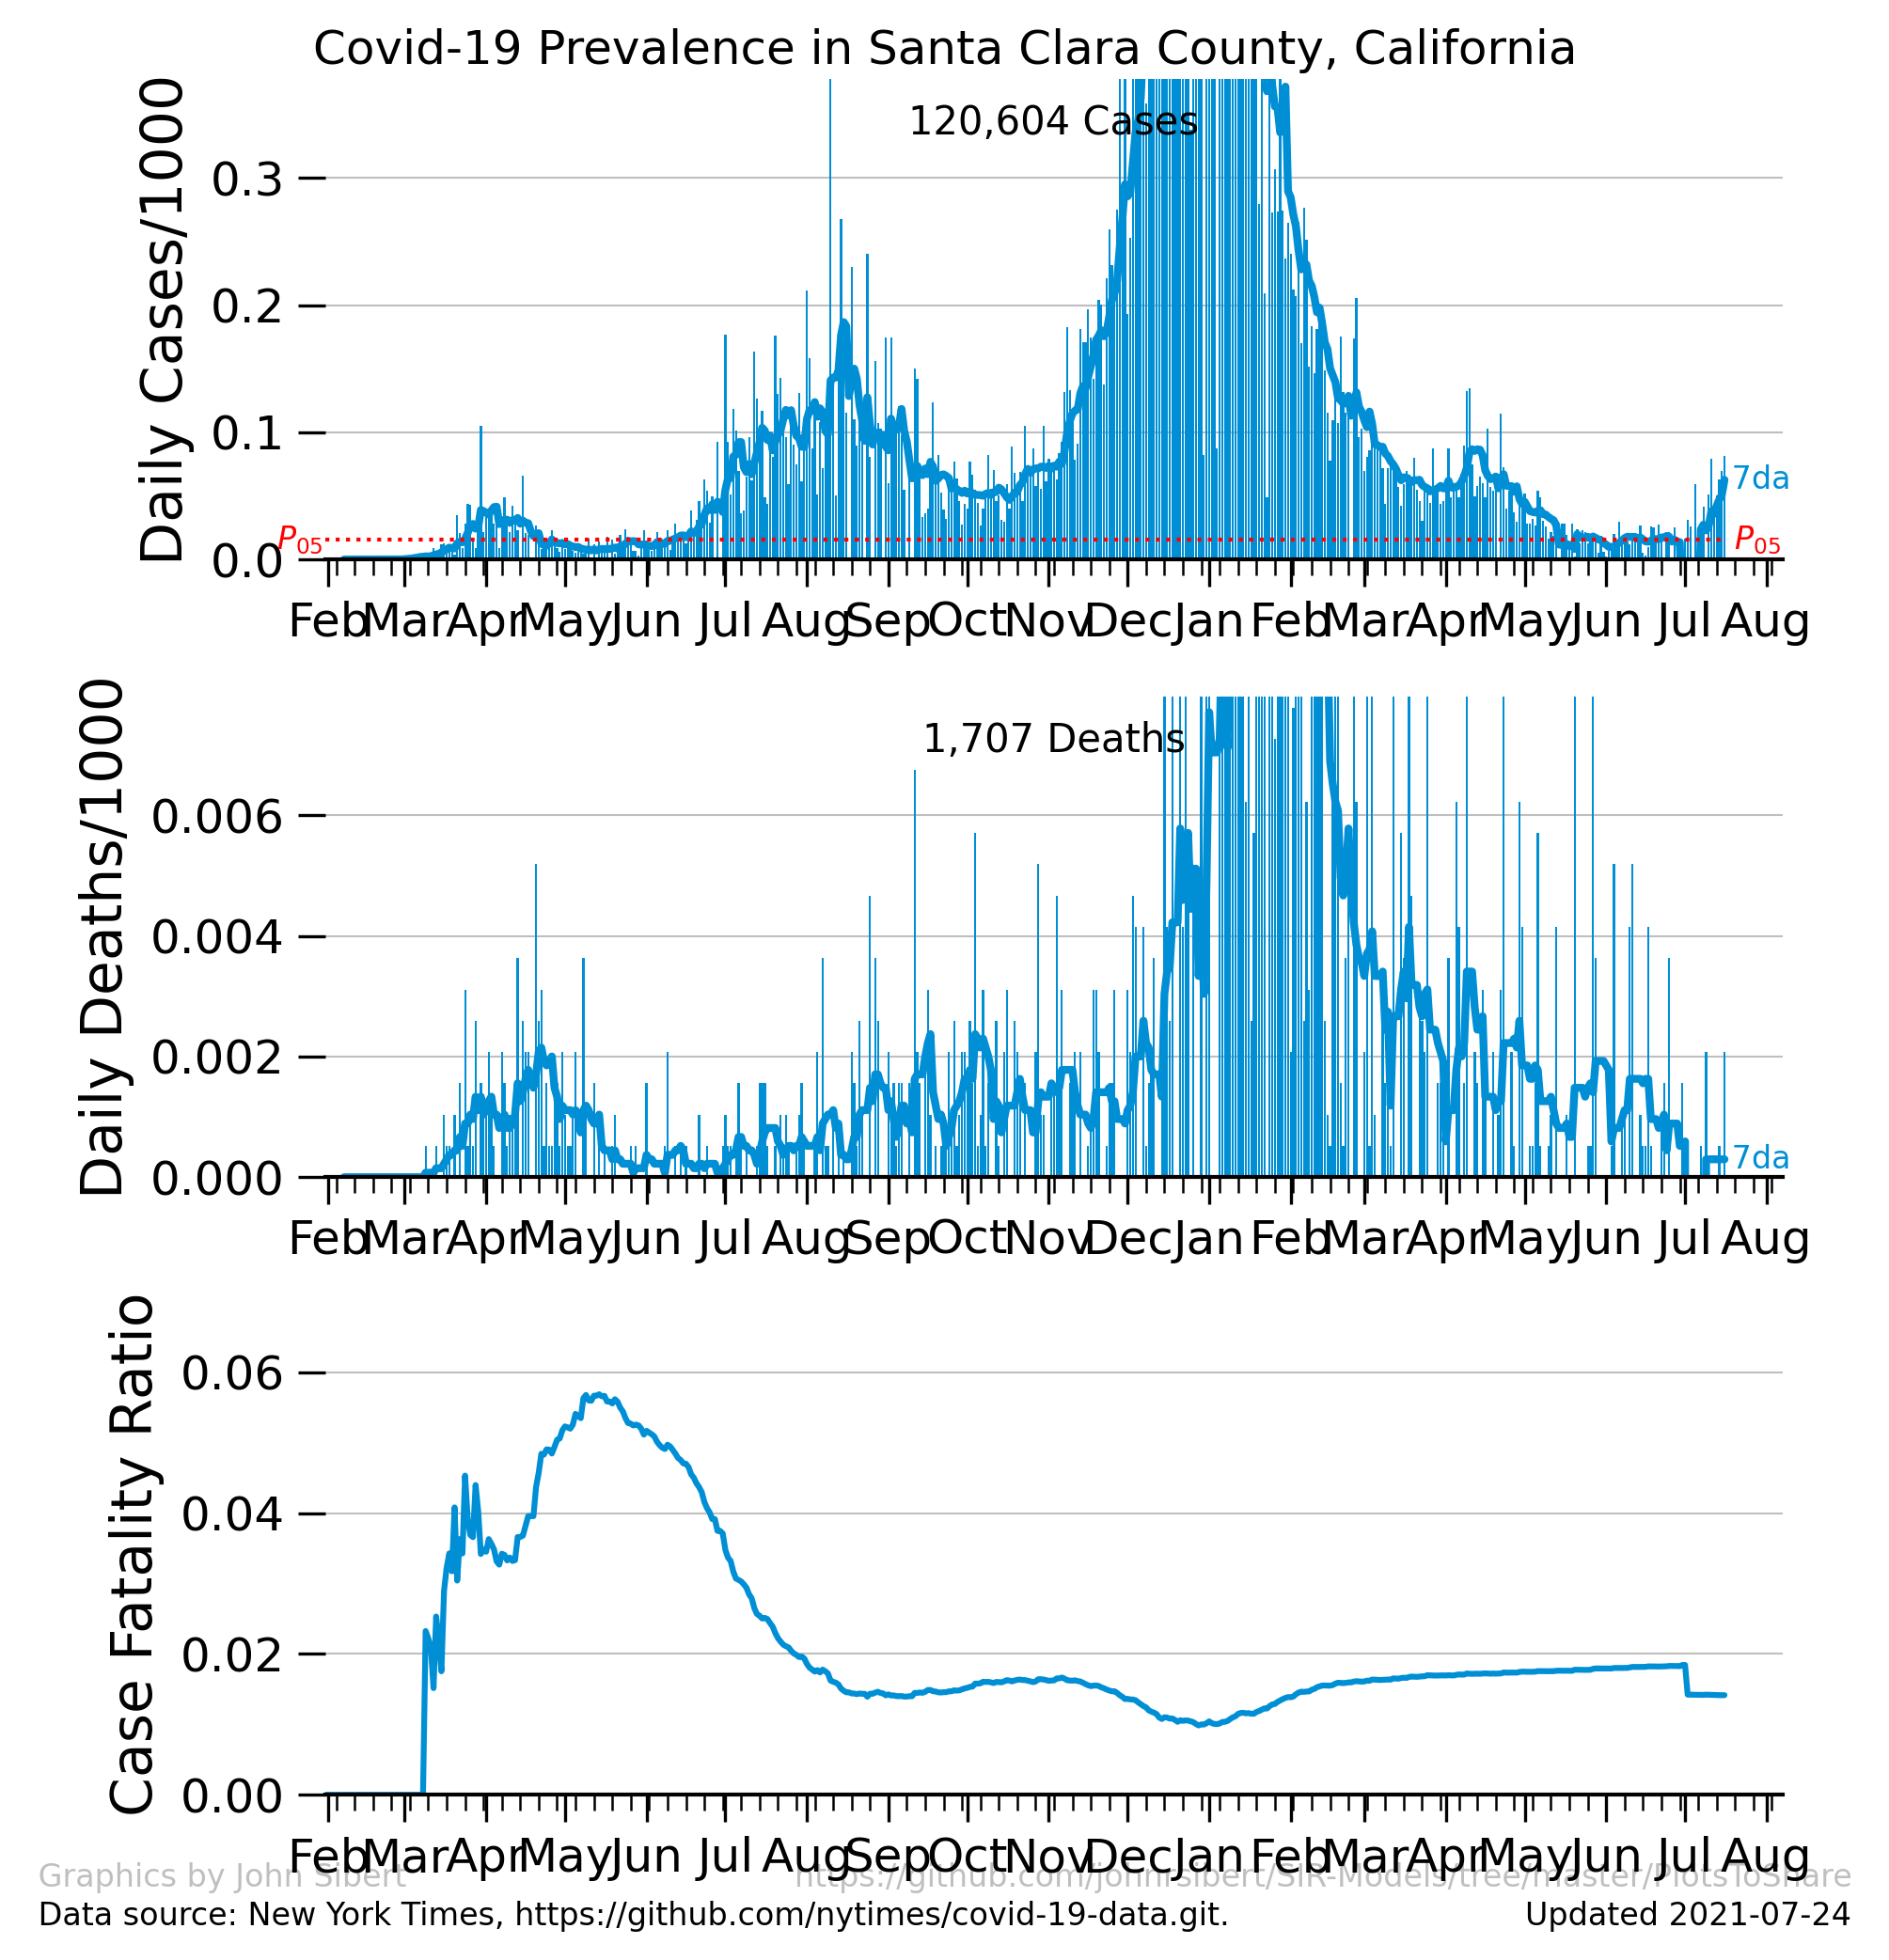 Covid-19 Prevalence in Santa Clara County, California
Daily Cases/1000
120,604 Cases
0.3
0.2
0.1
0.0
P05
7da
P05
Feb Mar Apr May Jun Jul Aug Sep Oct Nov Dec Jan Feb Mar Apr May Jun Jul Aug
Daily Deaths/1000
1,707 Deaths
0.006
0.004
0.002
0.000
7da
Feb Mar Apr May Jun Jul Aug Sep Oct Nov Dec Jan Feb Mar Apr May Jun Jul Aug
Case Fatality Ratio
0.06
0.04
0.02
0.00
Feb Mar Apr May Jun Jul Aug Sep Oct Nov Dec Jan Feb Mar Apr May Jun Jul Aug
Graphics by John Sibert
https://github.com/johnrsibert/SIR-Models/tree/master/PlotsToShare
Data source: New York Times, https://github.com/nytimes/covid-19-data.git.
Updated 2021-07-24